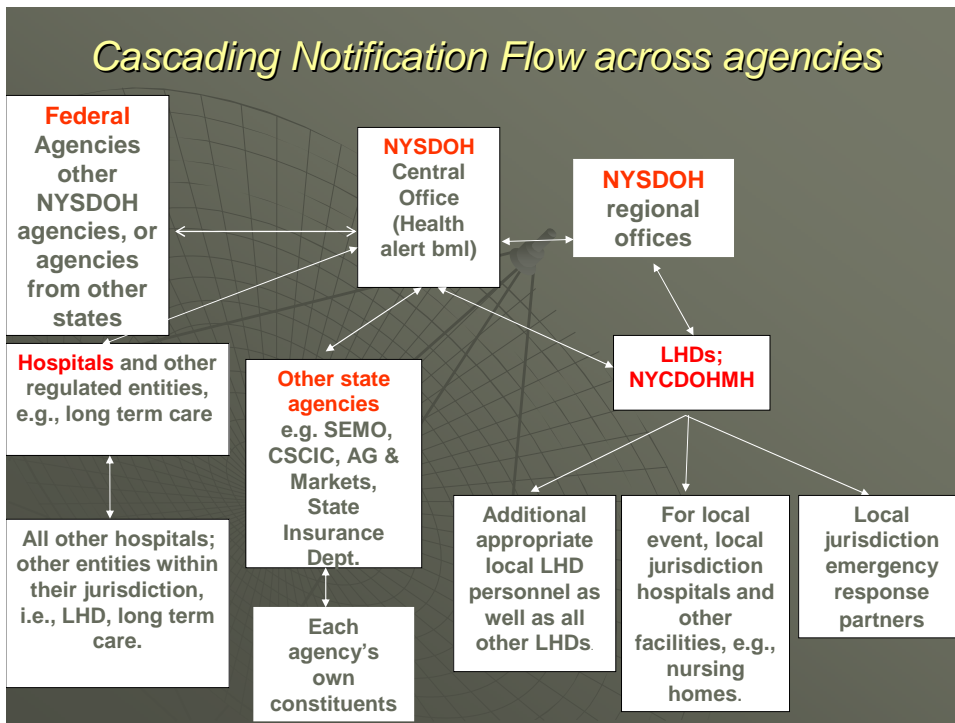 Cascading Notification Flow across agencies
Federal
Agencies
other
NYSDOH
agencies, or
agencies
from other
states
NYSDOH
Central
Office
(Health
alert bml)
NYSDOH
regional
offices
Hospitals and other
regulated entities,
e.g., long term care
Other state
agencies
e.g. SEMO,
CSCIC, AG &
Markets,
State
Insurance
Dept.
LHDs;
NYCDOHMH
All other hospitals;
other entities within
their jurisdiction,
i.e., LHD, long term
care.
Each
agency's
own
constituents
Additional
appropriate
local LHD
personnel as
well as all
other LHDs.
For local
event, local
jurisdiction
hospitals and
other
facilities, e.g.,
nursing
homes.
Local
jurisdiction
emergency
response
partners